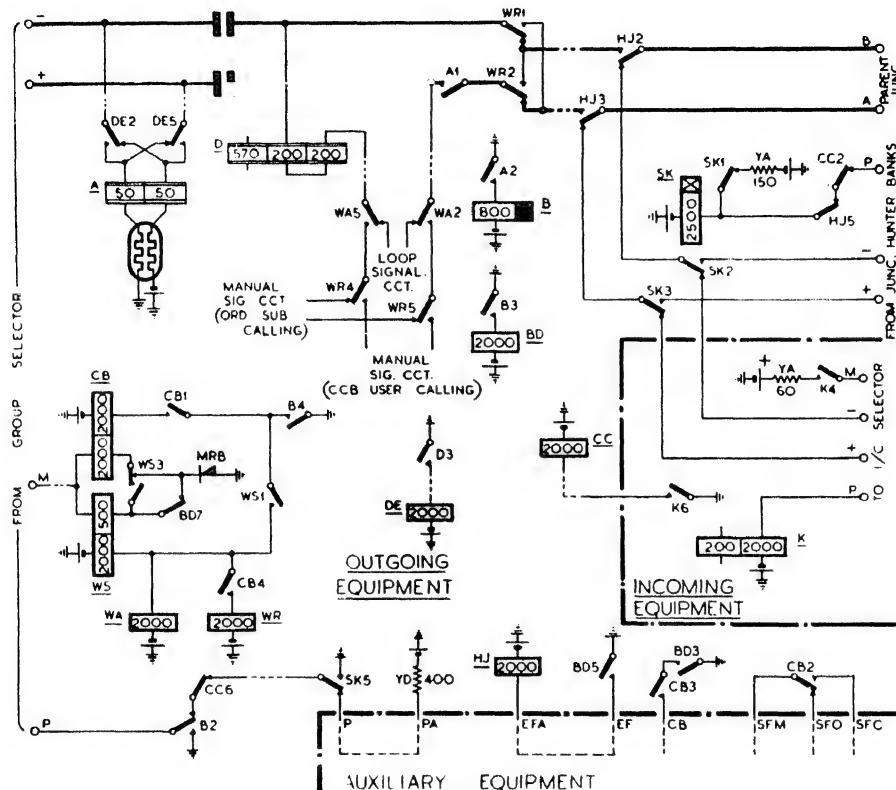 -
WR1
HJ2
B
PARENT
JUNC.
+
A1
WR2
HJ3
A
DE2
DE5
D
570
200
200
A2
SK
SK1
YA
150
CC2
P
A
50
50
WA5
WA2
800
B
2500
HJ5
FROM JUNC. HUNTER BANKS
LOOP
SIGNAL.
CCT.
SK2
-
MANUAL
SIG CCT
(ORD SUB
CALLING)
WR4
WR5
B3
SK3
+
2000
BD
FROM GROUP SELECTOR
MANUAL
SIG. CCT.
(CCB USER CALLING)
+
YA
60
K4
M
CB
2000
2000
CB1
B4
-
TO I/C SELECTOR
D3
2000
CC
+
M
WS3
MRB
WS1
K6
P
500
BD7
DE
2000
2000
WS
CB4
OUTGOING
EQUIPMENT
200
2000
K
INCOMING
EQUIPMENT
WA
2000
2000
WR
HJ
2000
BD5
BD3
CB3
CB2
CC6
SK5
YD
400
B2
P
P
PA
EFA
EF
CB
SFM
SFO
SFC
AUXILIARY EQUIPMENT